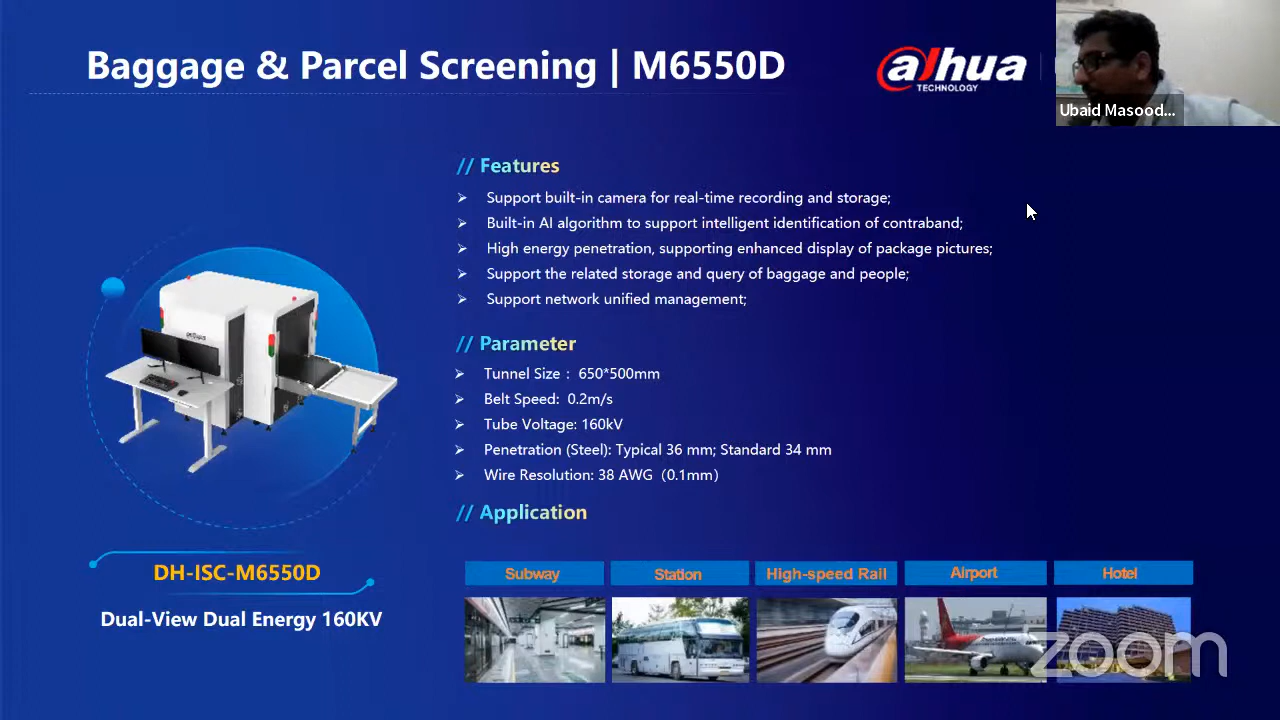 Baggage & Parcel Screening | M6550D
alhua
TECHNOLOGY
Ubaid Masood...
// Features
Support built-in camera for real-time recording and storage;
Built-in AI algorithm to support intelligent identification of contraband;
High energy penetration, supporting enhanced display of package pictures;
Support the related storage and query of baggage and people;
Support network unified management;
// Parameter
Tunnel Size： 650*500mm
Belt Speed: 0.2m/s
Tube Voltage: 160kV
Penetration (Steel): Typical 36 mm; Standard 34 mm
Wire Resolution: 38 AWG（0.1mm）
// Application
DH-ISC-M6550D
Dual-View Dual Energy 160KV
Subway
Station
High-speed Rail
Airport
Hotel
zoom